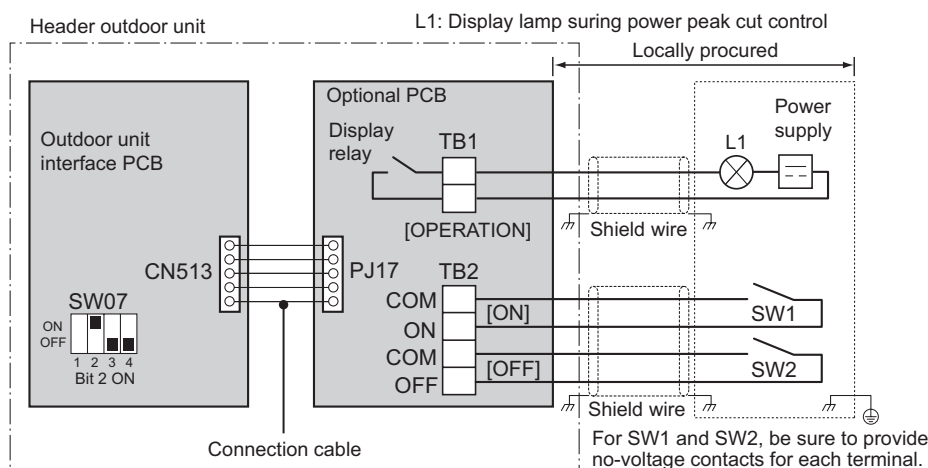 Header outdoor unit
L1: Display lamp suring power peak cut control
Locally procured
Outdoor unit
interface PCB
Optional PCB
Display
relay
TB1
L1
Power
supply
[OPERATION]
Shield wire
CN513
PJ17
TB2
SW07
ON
OFF
1 2 3 4
Bit 2 ON
COM
[ON]
ON
SW1
COM
[OFF]
OFF
SW2
Shield wire
Connection cable
For SW1 and SW2, be sure to provide
no-voltage contacts for each terminal.